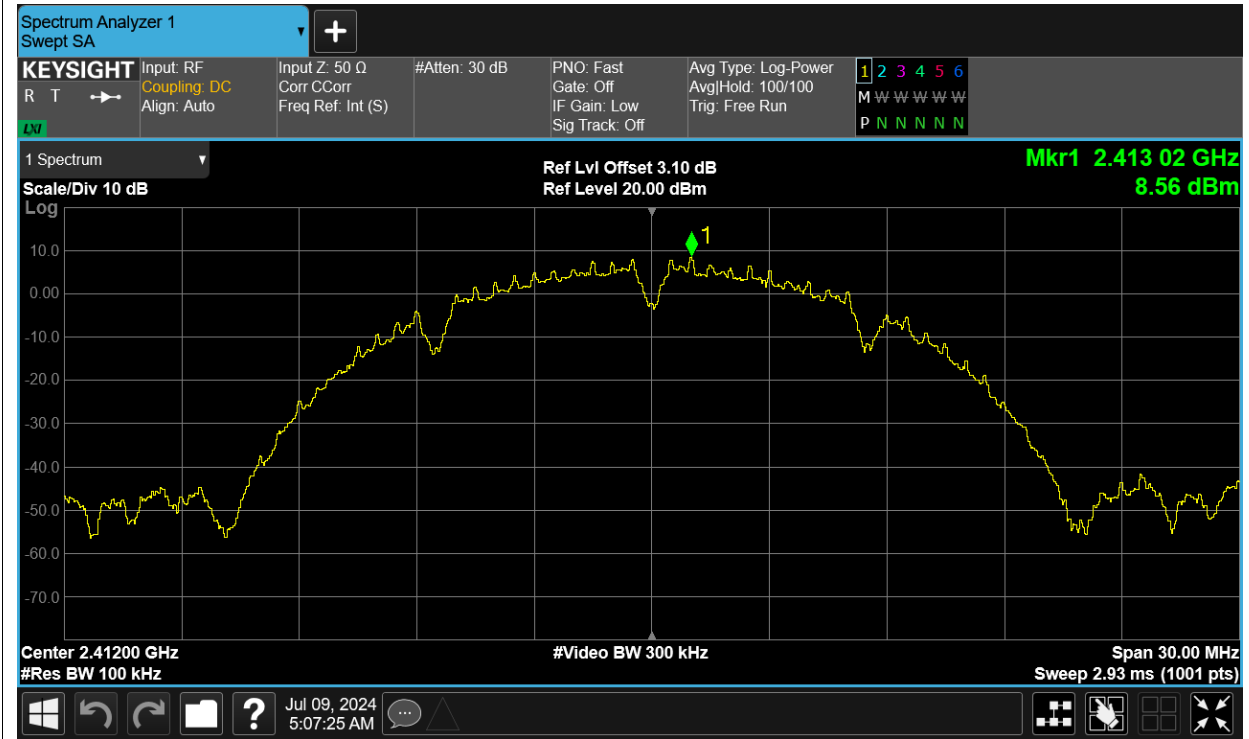 Spectrum Analyzer 1
Swept SA
+
KEYSIGHT
R T
LXI
Input: RF
Coupling: DC
Align: Auto
Input Z: 50 Ω
Corr CCorr
Freq Ref: Int (S)
#Atten: 30 dB
PNO: Fast
Gate: Off
IF Gain: Low
Sig Track: Off
Avg Type: Log-Power
Avg|Hold: 100/100
Trig: Free Run
1 2 3 4 5 6
M W W W W W
P N N N N N N
1 Spectrum
Scale/Div 10 dB
Log
Ref Lvl Offset 3.10 dB
Ref Level 20.00 dBm
Mkr1 2.413 02 GHz
8.56 dBm
1
10.0
0.00
-10.0
-20.0
-30.0
-40.0
-50.0
-60.0
-70.0
Center 2.41200 GHz
#Res BW 100 kHz
#Video BW 300 kHz
Span 30.00 MHz
Sweep 2.93 ms (1001 pts)
?
Jul 09, 2024
5:07:25 AM